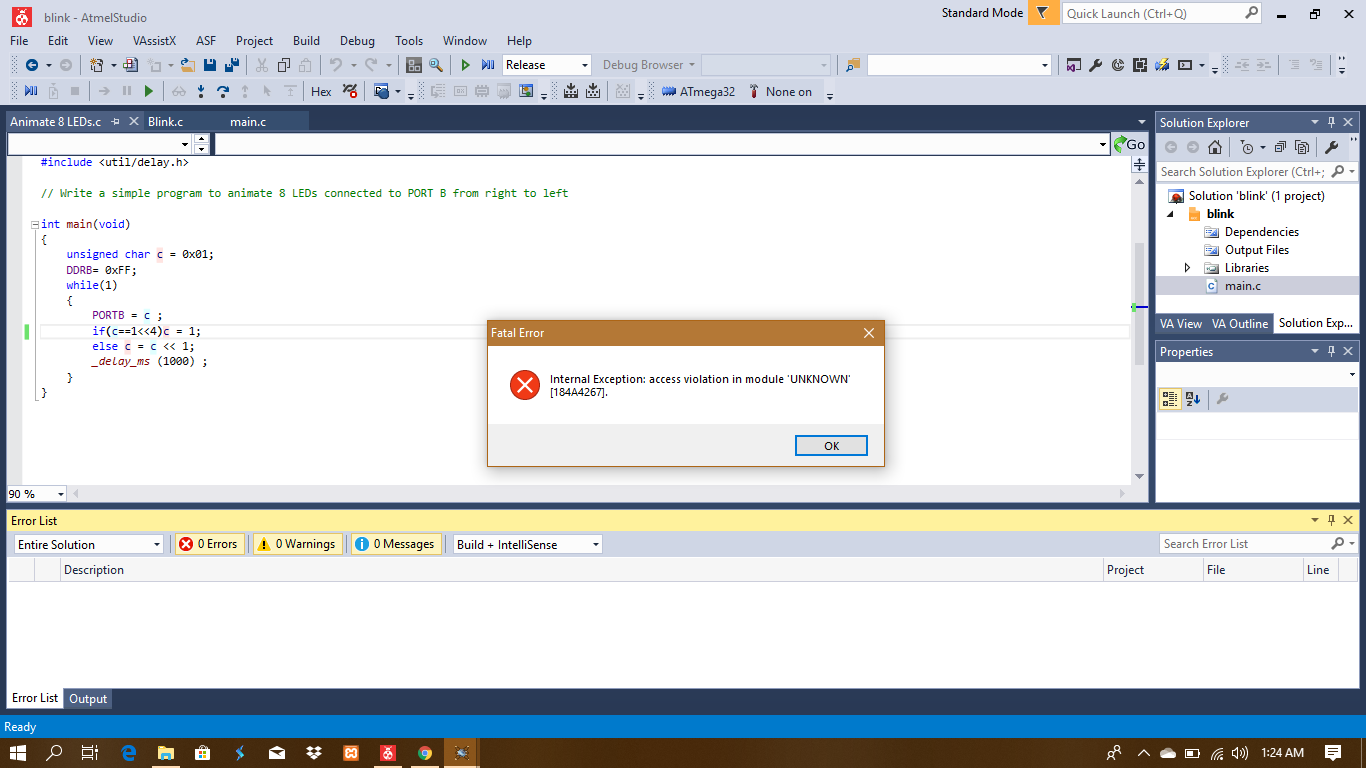 blink - AtmelStudio
Standard Mode
Quick Launch (Ctrl+Q)
File Edit View VAssistX ASF Project Build Debug Tools Window Help
Release Debug Browser
Hex ATmega32 None on
Animate 8 LEDs.c Blink.c main.c
Go
#include <util/delay.h>
// Write a simple program to animate 8 LEDs connected to PORT B from right to left
int main(void)
{
unsigned char c = 0x01;
DDRB= 0xFF;
while(1)
{
PORTB = c ;
if(c==1<<4)c = 1;
else c = c << 1;
_delay_ms (1000) ;
}
}
90 %
Fatal Error
Internal Exception: access violation in module 'UNKNOWN'
[184A4267].
OK
Solution Explorer
Search Solution Explorer (Ctrl+;
Solution 'blink' (1 project)
blink
Dependencies
Output Files
Libraries
C main.c
VA View VA Outline Solution Exp...
Properties
Error List
Entire Solution 0 Errors 0 Warnings 0 Messages Build + IntelliSense
Search Error List
Description Project File Line
Error List Output
Ready
1:24 AM